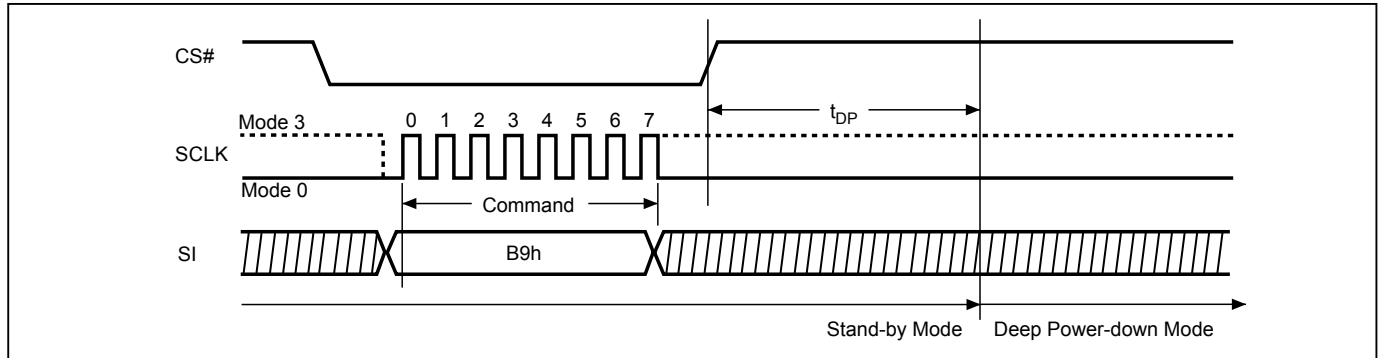 CS#
t_DP
Mode 3
0 1 2 3 4 5 6 7
SCLK
Mode 0
Command
SI
B9h
Stand-by Mode
Deep Power-down Mode